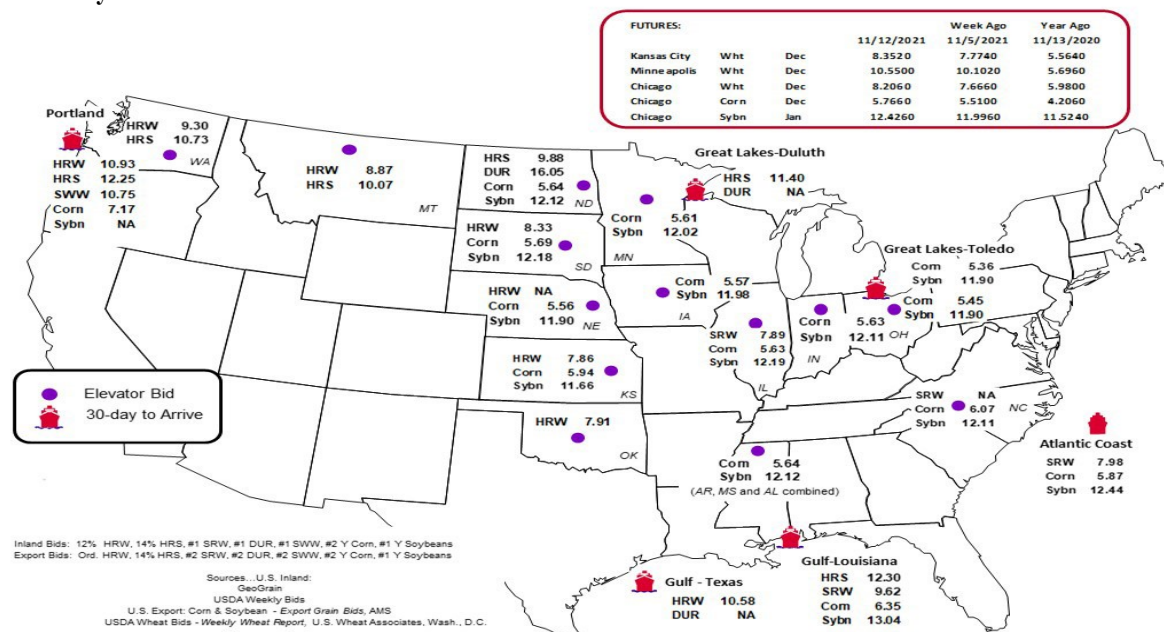 FUTURES: Week Ago Year Ago
11/12/2021 11/5/2021 11/13/2020
Kansas City Wht Dec 8.3520 7.7740 5.5640
Minneapolis Wht Dec 10.5500 10.1020 5.6960
Chicago Wht Dec 8.2060 7.6660 5.9800
Chicago Corn Dec 5.7660 5.5100 4.2060
Chicago Sybn Jan 12.4260 11.9960 11.5240
Portland
HRW 10.93
HRS 12.25
SWW 10.75
Corn 7.17
Sybn NA
HRW 9.30
HRS 10.73
WA
HRW 8.87
HRS 10.07
MT
HRS 9.88
DUR 16.05
Corn 5.64
Sybn 12.12
ND
HRW 8.33
Corn 5.69
Sybn 12.18
SD
HRW NA
Corn 5.56
Sybn 11.90
NE
HRW 7.86
Corn 5.94
Sybn 11.66
KS
HRW 7.91
OK
Corn 5.61
Sybn 12.02
MN
Great Lakes-Duluth
HRS 11.40
DUR NA
Corn 5.57
Sybn 11.98
IA
SRW 7.89
Corn 5.63
Sybn 12.19
IL
Great Lakes-Toledo
Corn 5.36
Sybn 11.90
Corn 5.45
Sybn 11.90
OH
Corn 5.63
Sybn 12.11
IN
SRW NA
Corn 6.07
Sybn 12.11
NC
Atlantic Coast
SRW 7.98
Corn 5.87
Sybn 12.44
Corn 5.64
Sybn 12.12
(AR, MS and AL combined)
Gulf-Louisiana
HRS 12.30
SRW 9.62
Corn 6.35
Sybn 13.04
Gulf - Texas
HRW 10.58
DUR NA
Elevator Bid
30-day to Arrive
Inland Bids: 12% HRW, 14% HRS, #1 SRW, #1 DUR, #1 SWW, #2 Y Corn, #1 Y Soybeans
Export Bids: Ord. HRW, 14% HRS, #2 SRW, #2 DUR, #2 SWW, #2 Y Corn, #1 Y Soybeans
Sources...U.S. Inland:
GeoGrain
USDA Weekly Bids
U.S. Export: Corn & Soybean - Export Grain Bids, AMS
USDA Wheat Bids - Weekly Wheat Report, U.S. Wheat Associates, Wash., D.C.